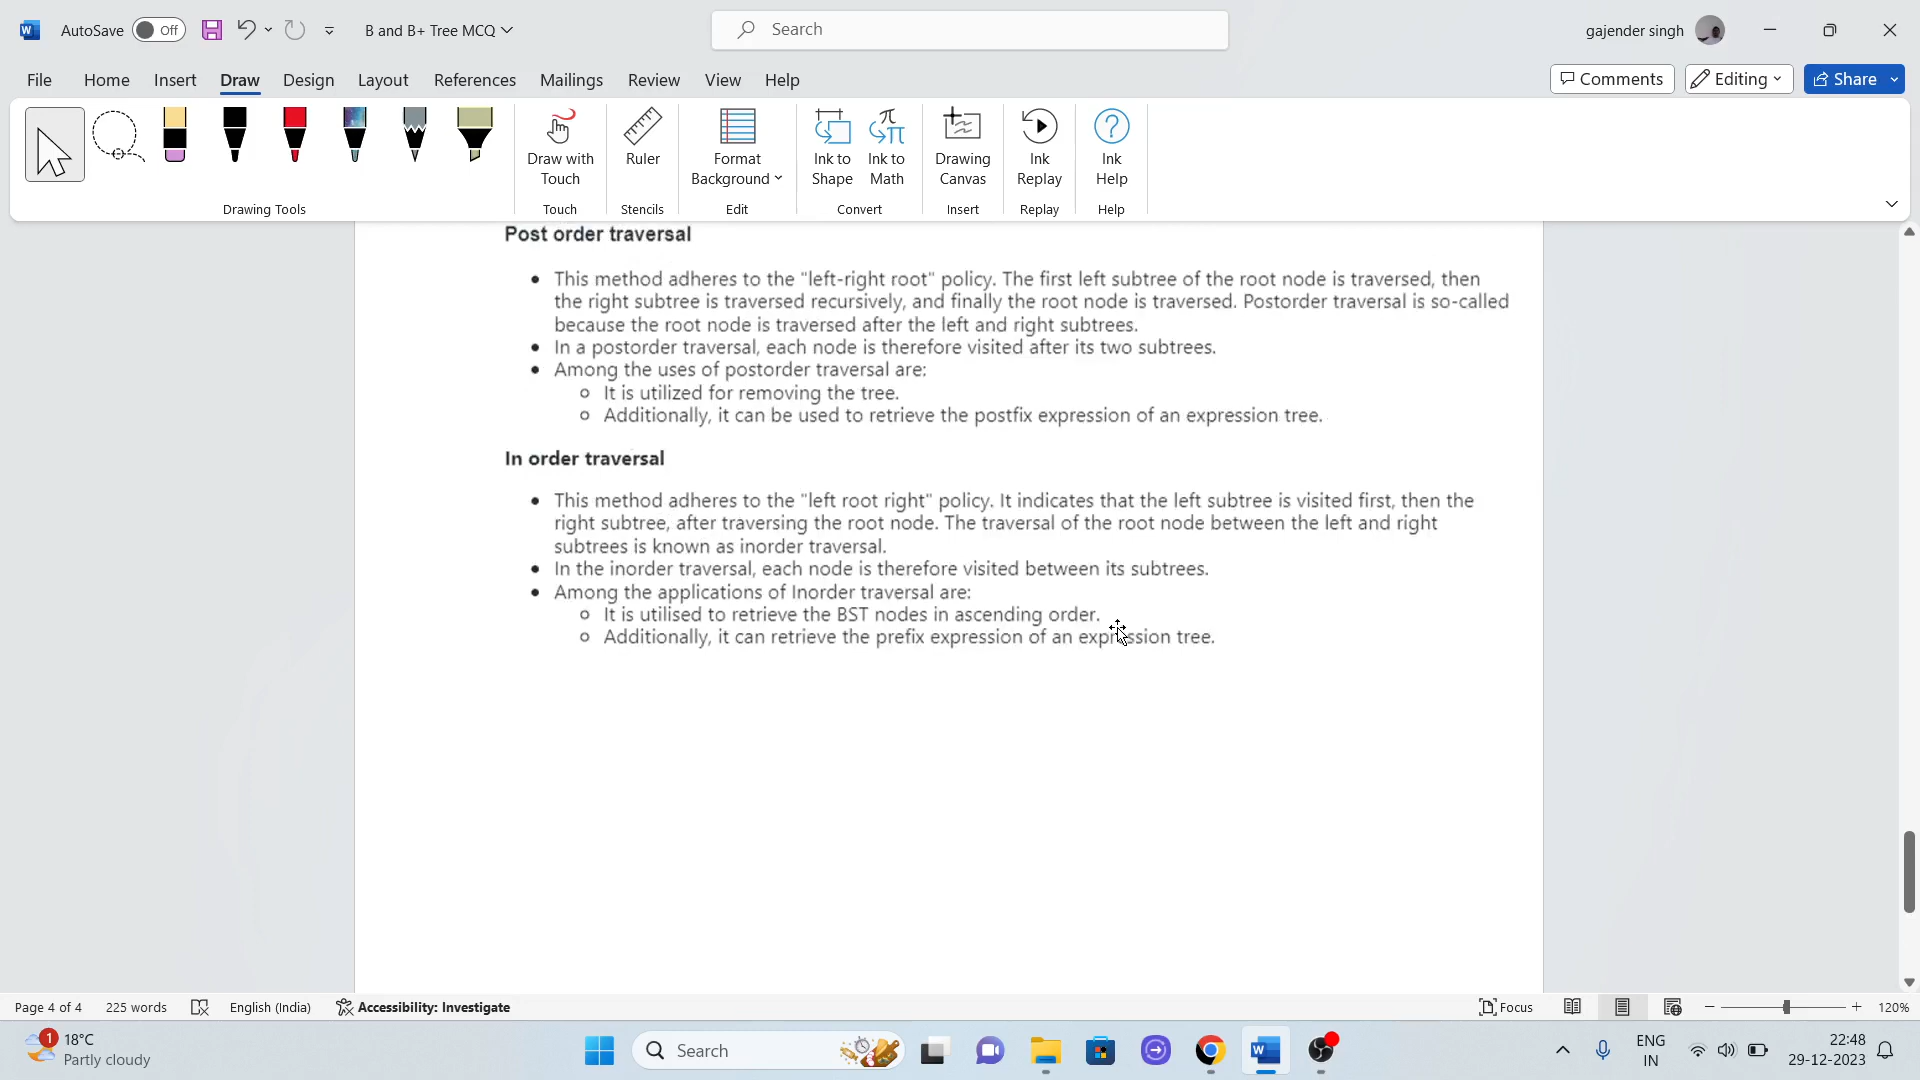 AutoSave Off B and B+ Tree MCQ Search gajender singh
File Home Insert Draw Design Layout References Mailings Review View Help Comments Editing Share
Draw with Touch
Ruler
Format Background
Ink to Shape
Ink to Math
Drawing Canvas
Ink Replay
Ink Help
Drawing Tools Touch Stencils Edit Convert Insert Replay Help
Post order traversal
This method adheres to the "left-right root" policy. The first left subtree of the root node is traversed, then
the right subtree is traversed recursively, and finally the root node is traversed. Postorder traversal is so-called
because the root node is traversed after the left and right subtrees.
In a postorder traversal, each node is therefore visited after its two subtrees.
Among the uses of postorder traversal are:
It is utilized for removing the tree.
Additionally, it can be used to retrieve the postfix expression of an expression tree.
In order traversal
This method adheres to the "left root right" policy. It indicates that the left subtree is visited first, then the
right subtree, after traversing the root node. The traversal of the root node between the left and right
subtrees is known as inorder traversal.
In the inorder traversal, each node is therefore visited between its subtrees.
Among the applications of Inorder traversal are:
It is utilised to retrieve the BST nodes in ascending order.
Additionally, it can retrieve the prefix expression of an expression tree.
Page 4 of 4 225 words English (India) Accessibility: Investigate Focus 120%
1 18°C
Partly cloudy
Search
ENG
IN
22:48
29-12-2023